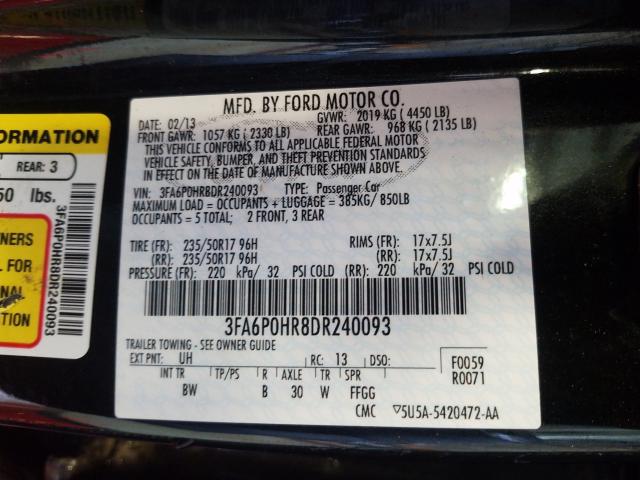 MFD. BY FORD MOTOR CO.
DATE: 02/13
GVWR: 2019 KG ( 4450 LB)
FRONT GAWR: 1057 KG ( 2330 LB)
REAR GAWR: 968 KG ( 2135 LB)
THIS VEHICLE CONFORMS TO ALL APPLICABLE FEDERAL MOTOR
VEHICLE SAFETY, BUMPER, AND THEFT PREVENTION STANDARDS
IN EFFECT ON THE DATE OF MANUFACTURE SHOWN ABOVE.
VIN: 3FA6P0HR8DR240093 TYPE: Passenger Car
MAXIMUM LOAD = OCCUPANTS + LUGGAGE = 385KG/ 850LB
OCCUPANTS = 5 TOTAL; 2 FRONT, 3 REAR
TIRE (FF): 235/50R17 96H RIMS (FF): 17x7.5J
(RR): 235/50R17 96H (RR): 17x7.5J
PRESSURE (FF): 220 kPa/ 32 PSI COLD (RR): 220 kPa/ 32 PSI COLD
3FA6P0HR8DR240093
TRAILER TOWING - SEE OWNER GUIDE
EXT PNT: UH RC: 13 DSO:
F0059
R0071
INT TR TP/PS R AXLE TR SPR
BW B 30 W FFGG
CMC ▽5U5A-5420472-AA
ORMATION
REAR: 3
50 lbs.
NERS
L FOR
NAL
3FA6P0HR8DR240093